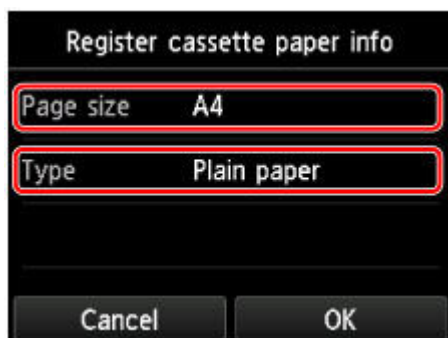 Register cassette paper info
Page size A4
Type Plain paper
Cancel OK